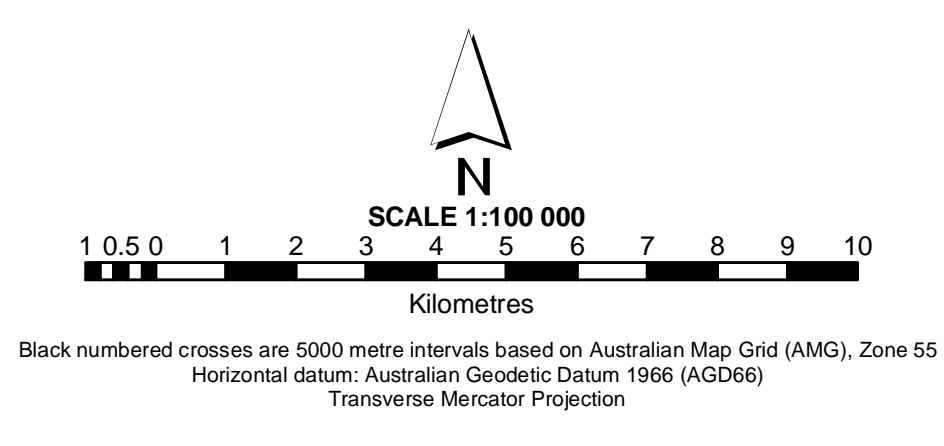 N
SCALE 1:100 000
1 0.5 0 1 2 3 4 5 6 7 8 9 10
Kilometres
Black numbered crosses are 5000 metre intervals based on Australian Map Grid (AMG), Zone 55
Horizontal datum: Australian Geodetic Datum 1966 (AGD66)
Transverse Mercator Projection